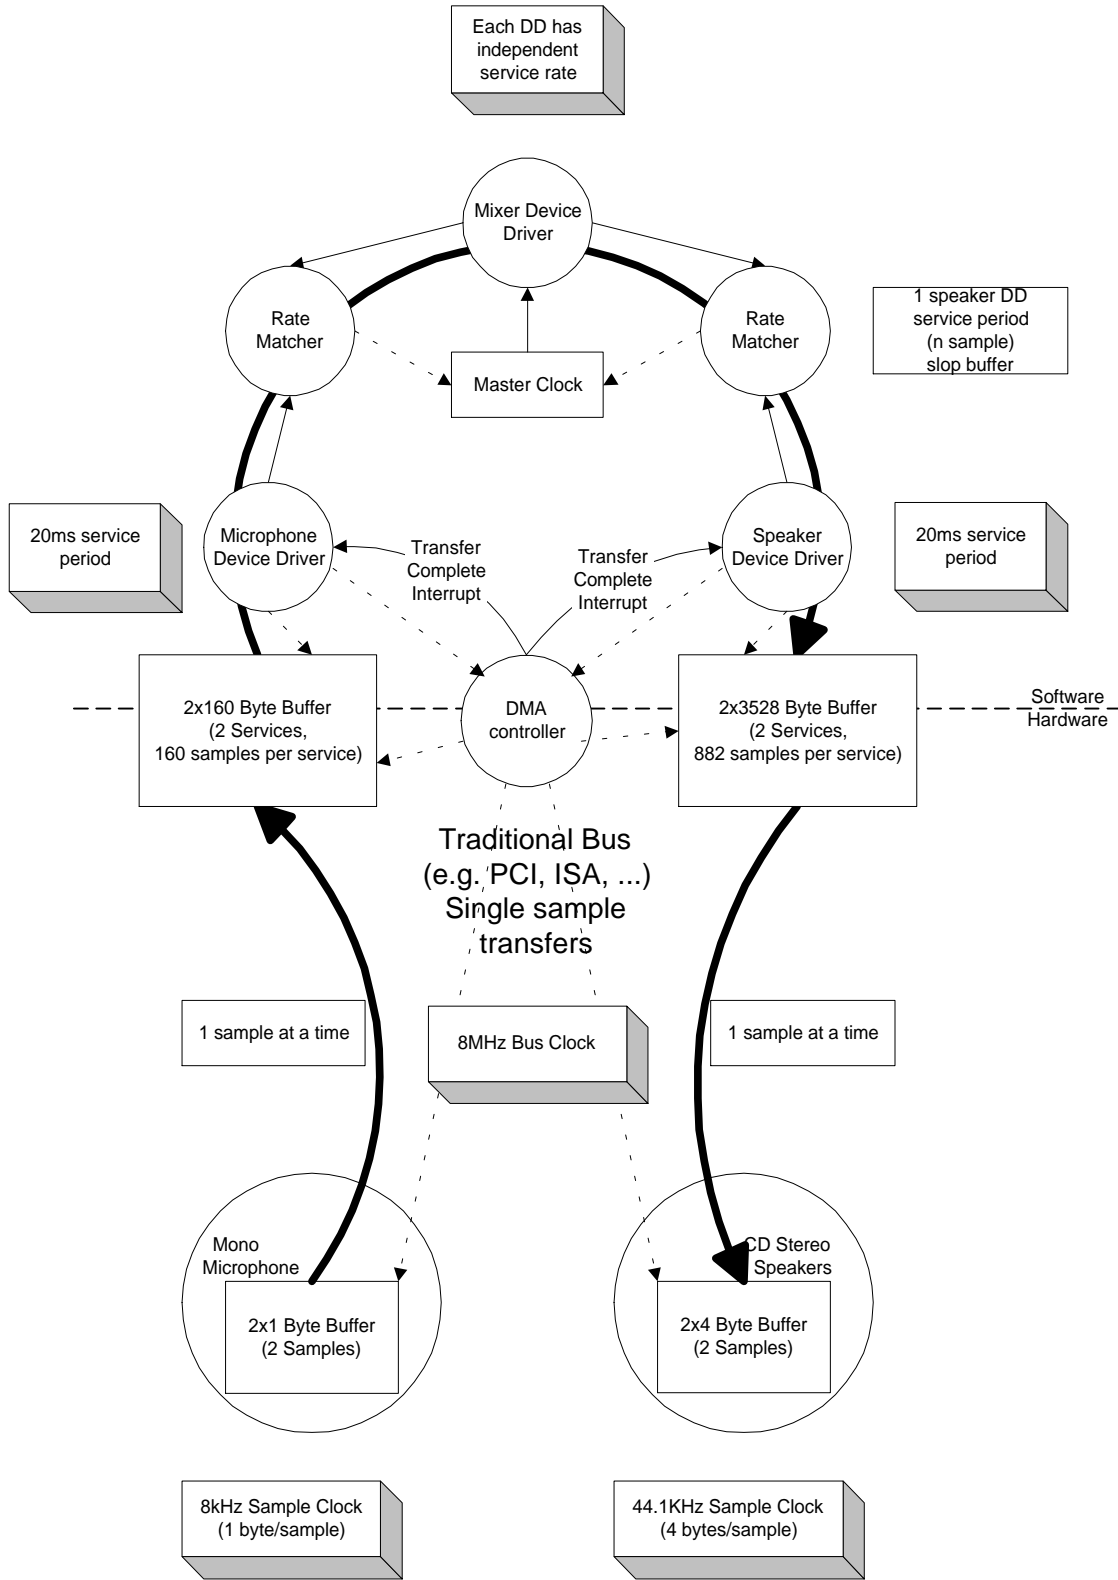 Each DD has
independent
service rate
Mixer Device
Driver
Rate
Matcher
Rate
Matcher
Master Clock
1 speaker DD
service period
(n sample)
slop buffer
20ms service
period
Microphone
Device Driver
Transfer
Complete
Interrupt
Transfer
Complete
Interrupt
Speaker
Device Driver
20ms service
period
2x160 Byte Buffer
(2 Services,
160 samples per service)
DMA
controller
2x3528 Byte Buffer
(2 Services,
882 samples per service)
Software
Hardware
Traditional Bus
(e.g. PCI, ISA, ...)
Single sample
transfers
1 sample at a time
8MHz Bus Clock
1 sample at a time
Mono
Microphone
2x1 Byte Buffer
(2 Samples)
CD Stereo
Speakers
2x4 Byte Buffer
(2 Samples)
8kHz Sample Clock
(1 byte/sample)
44.1KHz Sample Clock
(4 bytes/sample)